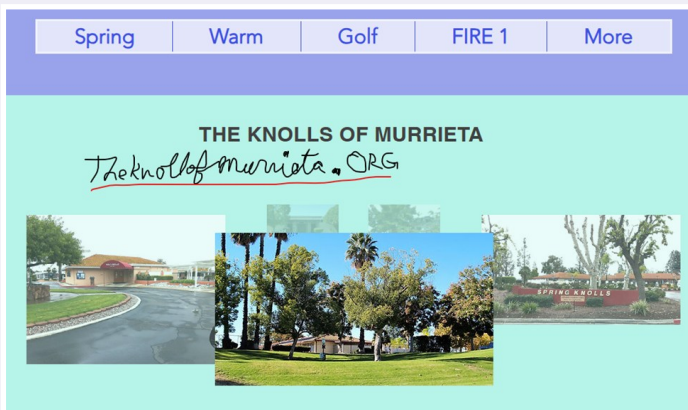 Spring Warm Golf FIRE 1 More
THE KNOLLS OF MURRIETA
Theknollofmurrieta.ORG
SPRING KNOLLS